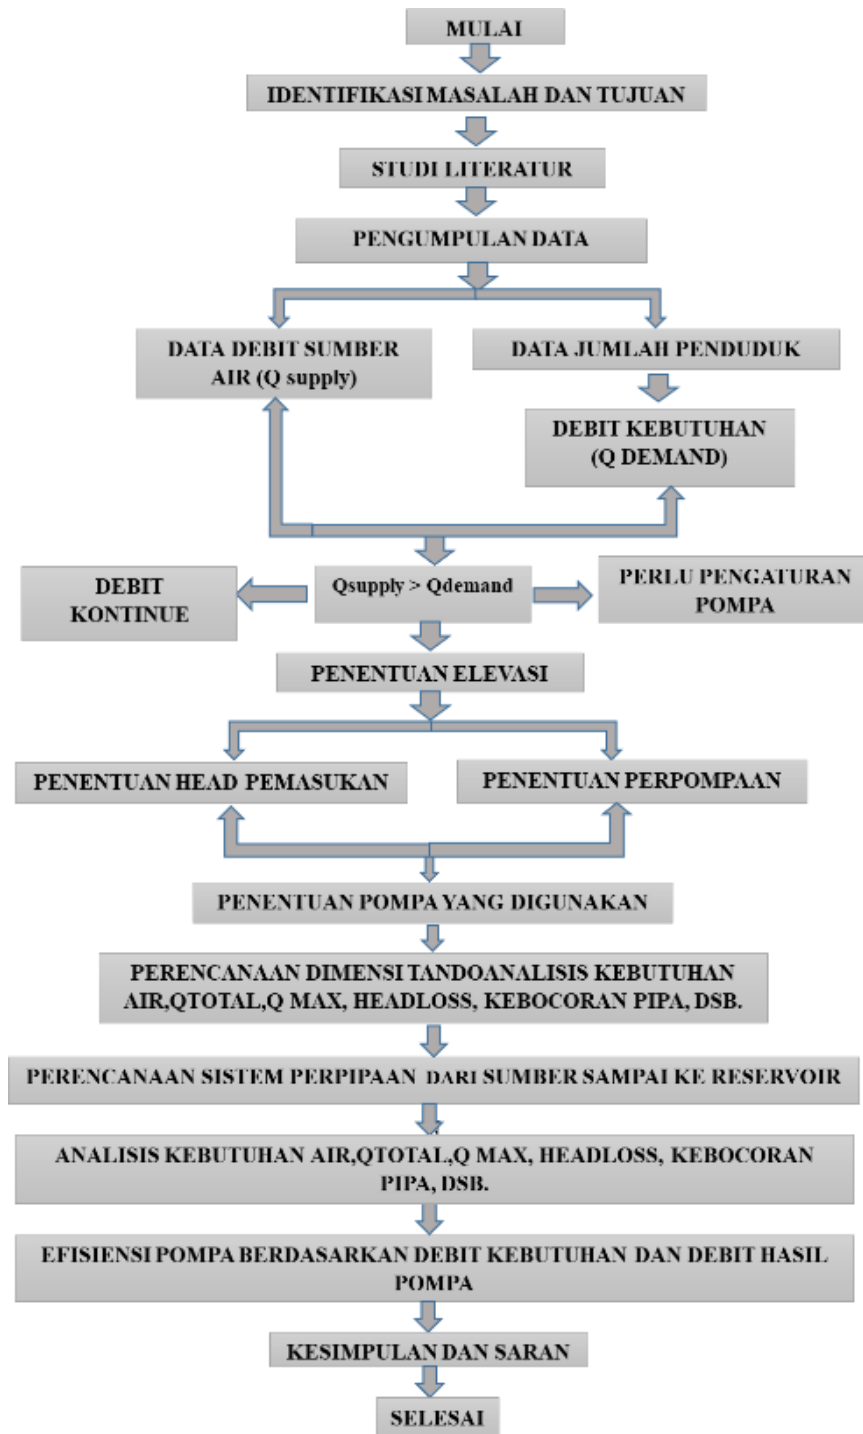 MULAI
IDENTIFIKASI MASALAH DAN TUJUAN
STUDI LITERATUR
PENGUMPULAN DATA
DATA DEBIT SUMBER
AIR (Q supply)
DATA JUMLAH PENDUDUK
DEBIT KEBUTUHAN
(Q DEMAND)
DEBIT
KONTINUE
Qsupply > Qdemand
PERLU PENGATURAN
POMPA
PENENTUAN ELEVASI
PENENTUAN HEAD PEMASUKAN
PENENTUAN PERPOMPAAN
PENENTUAN POMPA YANG DIGUNAKAN
PERENCANAAN DIMENSI TANDOANALISIS KEBUTUHAN
AIR,QTOTAL,Q MAX, HEADLOSS, KEBOCORAN PIPA, DSB.
PERENCANAAN SISTEM PERPIPAAN DARI SUMBER SAMPAI KE RESERVOIR
ANALISIS KEBUTUHAN AIR,QTOTAL,Q MAX, HEADLOSS, KEBOCORAN
PIPA, DSB.
EFISIENSI POMPA BERDASARKAN DEBIT KEBUTUHAN DAN DEBIT HASIL
POMPA
KESIMPULAN DAN SARAN
SELESAI